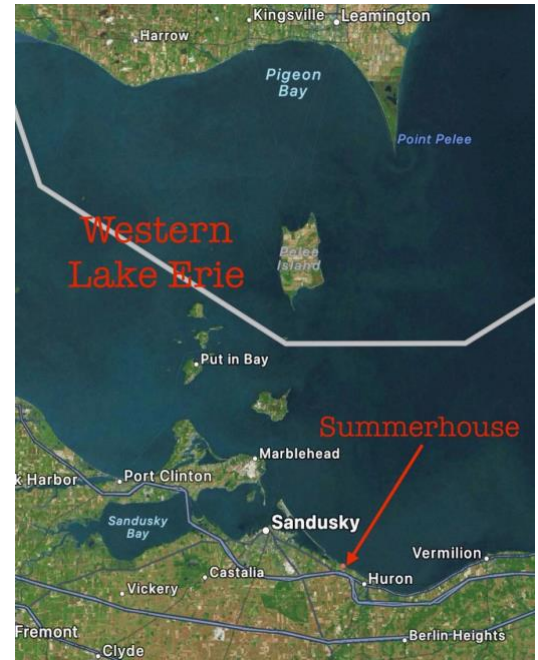 Kingsville
Leamington
Harrow
Pigeon
Bay
Point Pelee
Western
Lake Erie
Pelee
Island
Put in Bay
Summerhouse
Marblehead
k Harbor
Port Clinton
Sandusky
Bay
Sandusky
Vermilion
Castalia
Huron
Vickery
Fremont
Berlin Heights
Clyde